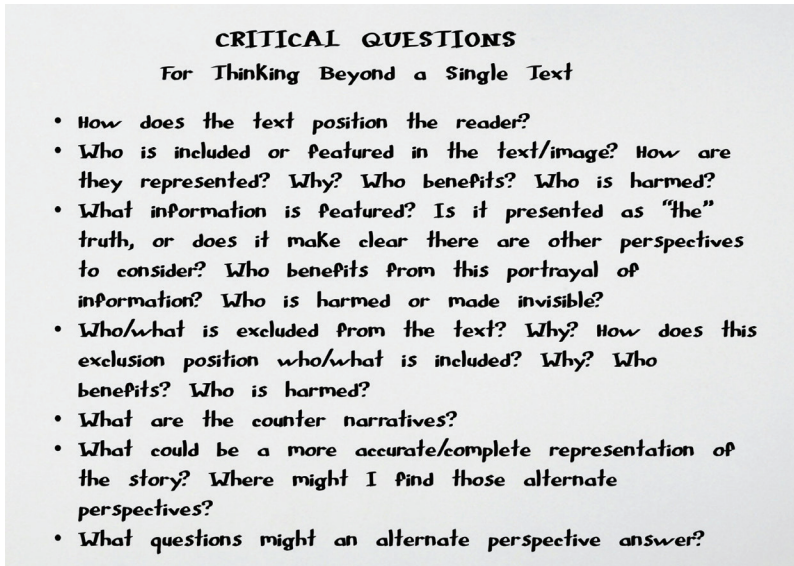 CRITICAL QUESTIONS
For Thinking Beyond a Single Text
• How does the text position the reader?
• Who is included or featured in the text/image? How are
they represented? Why? Who benefits? Who is harmed?
• What information is featured? Is it presented as "the"
truth, or does it make clear there are other perspectives
to consider? Who benefits from this portrayal of
information? Who is harmed or made invisible?
• Who/what is excluded from the text? Why? How does this
exclusion position who/what is included? Why? Who
benefits? Who is harmed?
• What are the counter narratives?
• What could be a more accurate/complete representation of
the story? Where might I find those alternate
perspectives?
• What questions might an alternate perspective answer?